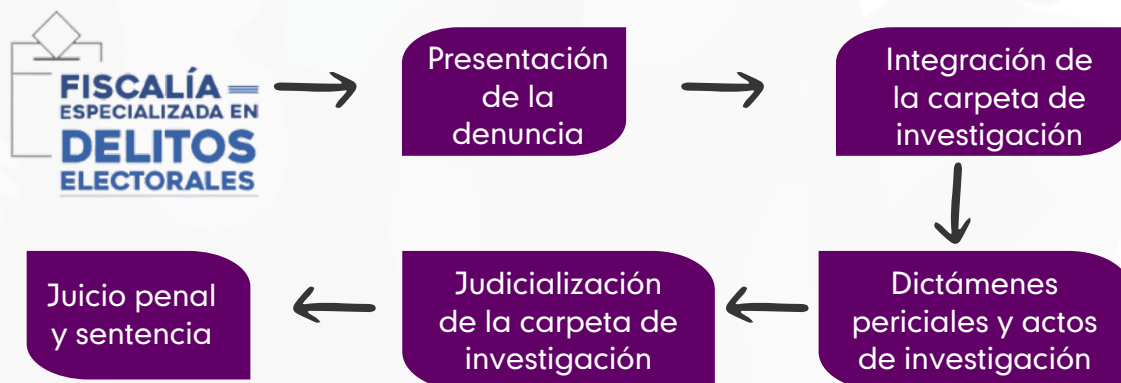 FISCALÍA
ESPECIALIZADA EN
DELITOS
ELECTORALES
Presentación
de la
denuncia
Integración de
la carpeta de
investigación
Dictámenes
periciales y actos
de investigación
Judicialización
de la carpeta de
investigación
Juicio penal
y sentencia